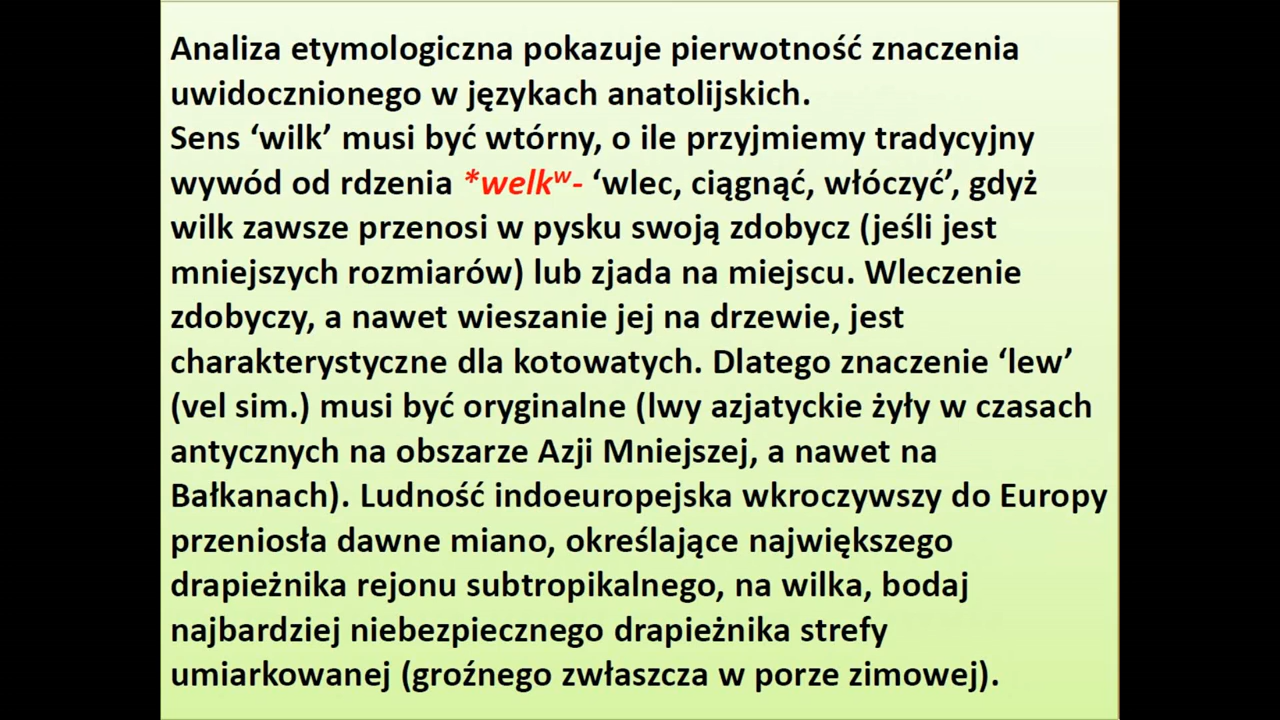 Analiza etymologiczna pokazuje pierwotność znaczenia
uwidocznionego w językach anatolijskich.
Sens ‘wilk’ musi być wtórny, o ile przyjmiemy tradycyjny
wywód od rdzenia *welkʷ- ‘wlec, ciągnąć, włóczyć’, gdyż
wilk zawsze przenosi w pysku swoją zdobycz (jeśli jest
mniejszych rozmiarów) lub zjada na miejscu. Wleczenie
zdobyczy, a nawet wieszanie jej na drzewie, jest
charakterystyczne dla kotowatych. Dlatego znaczenie ‘lew’
(vel sim.) musi być oryginalne (lwy azjatyckie żyły w czasach
antycznych na obszarze Azji Mniejszej, a nawet na
Bałkanach). Ludność indoeuropejska wkroczywszy do Europy
przeniosła dawne miano, określające największego
drapieżnika rejonu subtropikalnego, na wilka, bodaj
najbardziej niebezpiecznego drapieżnika strefy
umiarkowanej (groźnego zwłaszcza w porze zimowej).